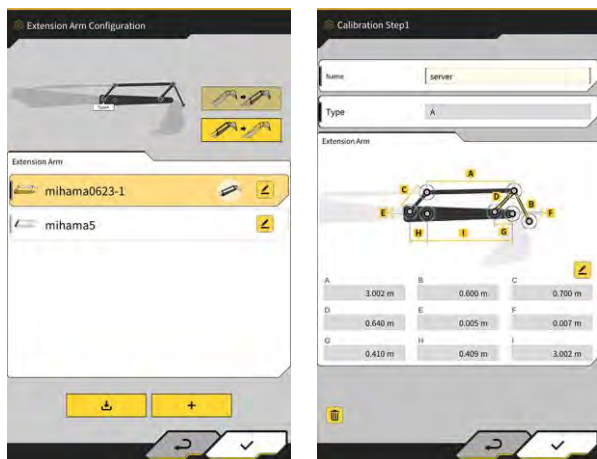 Extension Arm Configuration
TypeA
Extension Arm
mihama0623-1
mihama5
+
Calibration Step1
Name
server
Type
A
Extension Arm
A
C
D
B
E
F
H
I
G
A
B
C
3.002 m
0.600 m
0.700 m
D
E
F
0.640 m
0.005 m
0.007 m
G
H
I
0.410 m
0.409 m
3.002 m